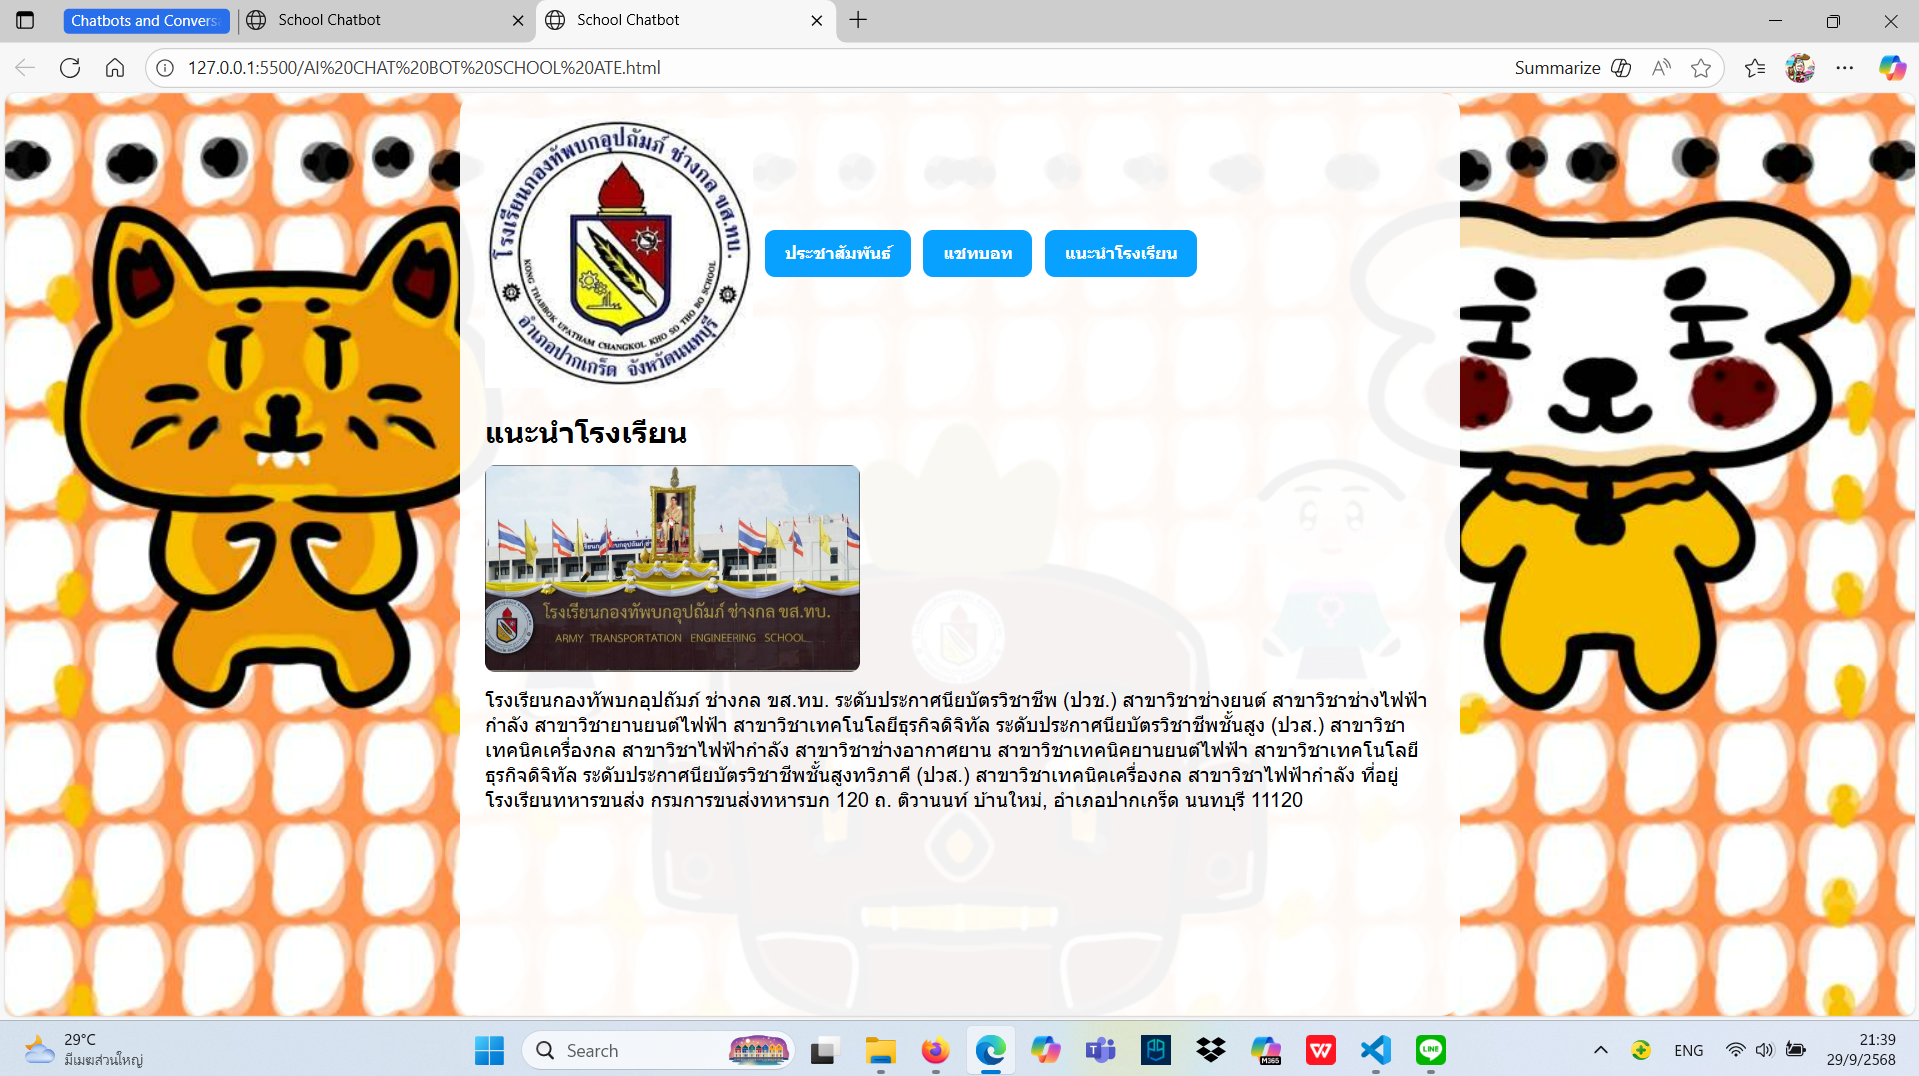 Chatbots and Convers
School Chatbot
School Chatbot
127.0.0.1:5500/AI%20CHAT%20BOT%20SCHOOL%20ATE.html
Summarize
โรงเรียนกองทัพบกอุปถัมภ์ ช่างกล ขส.ทบ.
KONG THABBOK UPATHAM CHANGKOL KHO SO THO BO SCHOOL
อำเภอปากเกร็ด จังหวัดนนทบุรี
ประชาสัมพันธ์
แชทบอท
แนะนำโรงเรียน
แนะนำโรงเรียน
โรงเรียนกองทัพบกอุปถัมภ์ ช่างกล ขส.ทบ.
ARMY TRANSPORTATION ENGINEERING SCHOOL
โรงเรียนกองทัพบกอุปถัมภ์ ช่างกล ขส.ทบ. ระดับประกาศนียบัตรวิชาชีพ (ปวช.) สาขาวิชาช่างยนต์ สาขาวิชาช่างไฟฟ้า
กำลัง สาขาวิชายานยนต์ไฟฟ้า สาขาวิชาเทคโนโลยีธุรกิจดิจิทัล ระดับประกาศนียบัตรวิชาชีพชั้นสูง (ปวส.) สาขาวิชา
เทคนิคเครื่องกล สาขาวิชาไฟฟ้ากำลัง สาขาวิชาช่างอากาศยาน สาขาวิชาเทคนิคยานยนต์ไฟฟ้า สาขาวิชาเทคโนโลยี
ธุรกิจดิจิทัล ระดับประกาศนียบัตรวิชาชีพชั้นสูงทวิภาคี (ปวส.) สาขาวิชาเทคนิคเครื่องกล สาขาวิชาไฟฟ้ากำลัง ที่อยู่
โรงเรียนทหารขนส่ง กรมการขนส่งทหารบก 120 ถ. ติวานนท์ บ้านใหม่, อำเภอปากเกร็ด นนทบุรี 11120
29°C
มีเมฆส่วนใหญ่
Search
M365
LINE
ENG
21:39
29/9/2568